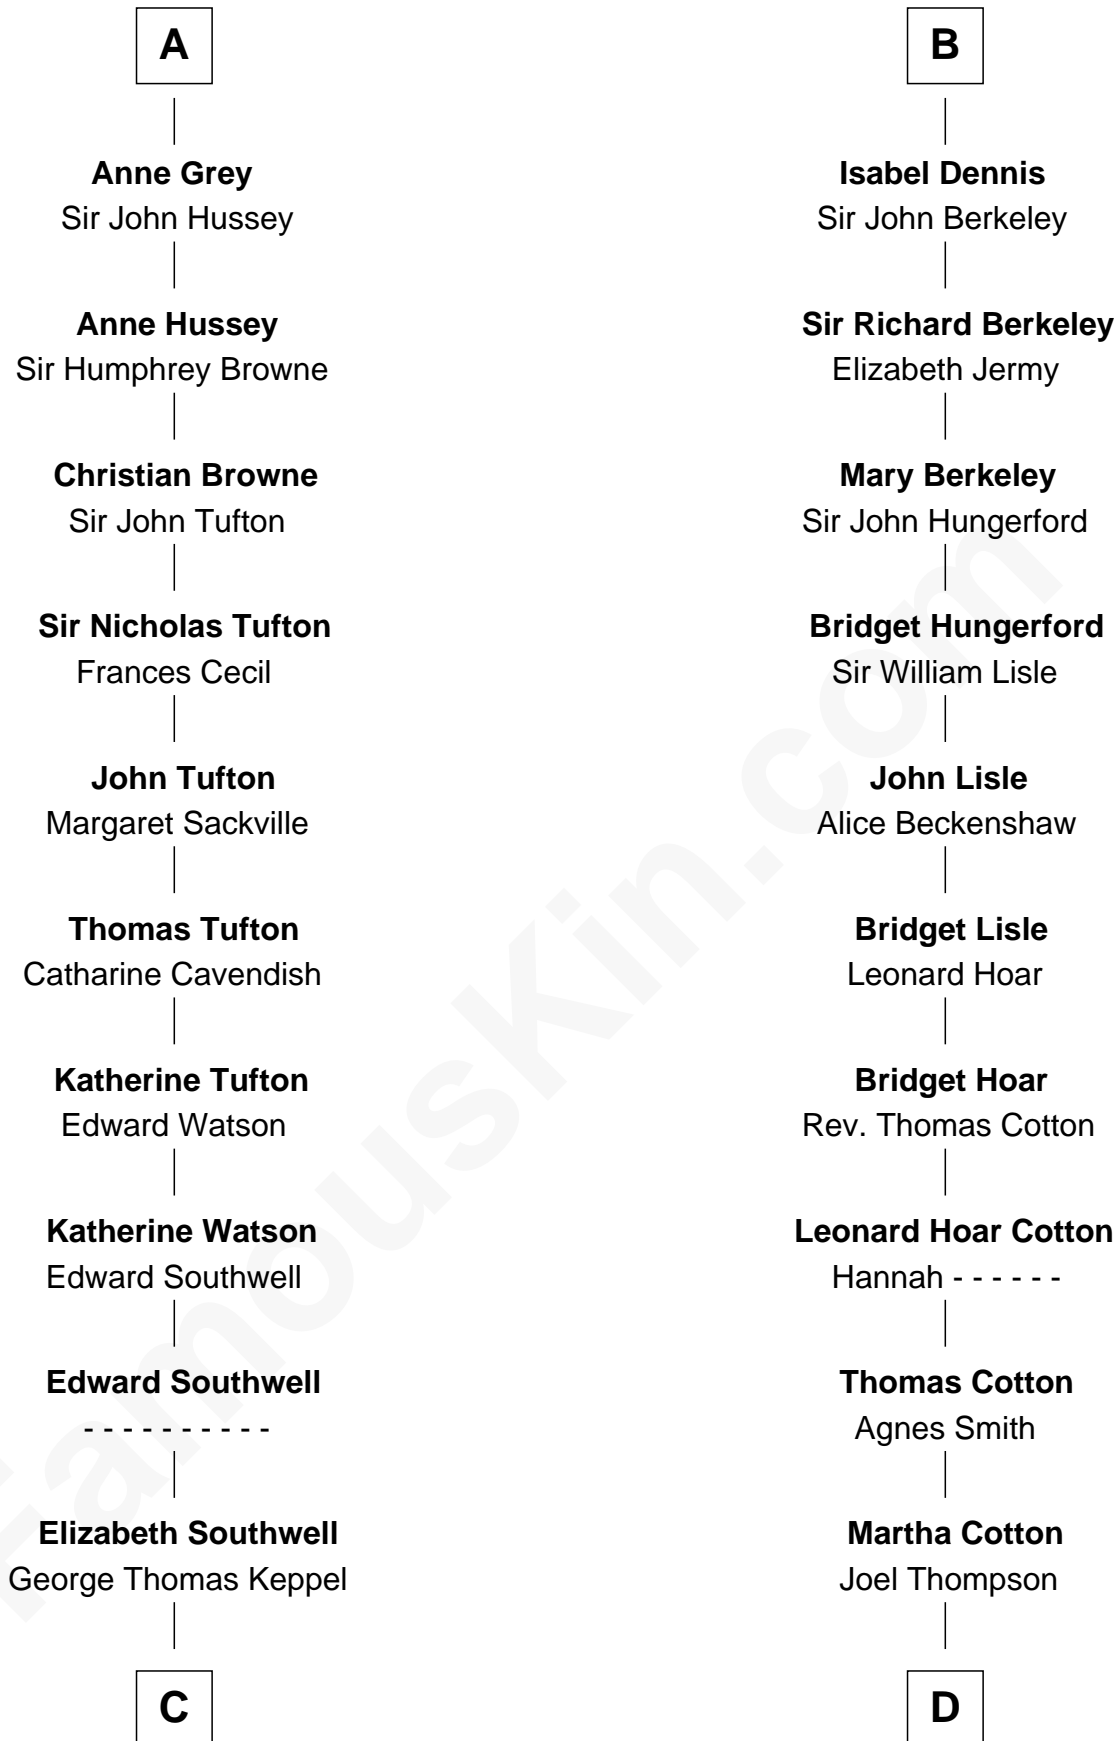 A
Anne Grey
Sir John Hussey
Anne Hussey
Sir Humphrey Browne
Christian Browne
Sir John Tufton
Sir Nicholas Tufton
Frances Cecil
John Tufton
Margaret Sackville
Thomas Tufton
Catharine Cavendish
Katherine Tufton
Edward Watson
Katherine Watson
Edward Southwell
Edward Southwell
- - - - - - - - - -
Elizabeth Southwell
George Thomas Keppel
C
B
Isabel Dennis
Sir John Berkeley
Sir Richard Berkeley
Elizabeth Jermy
Mary Berkeley
Sir John Hungerford
Bridget Hungerford
Sir William Lisle
John Lisle
Alice Beckenshaw
Bridget Lisle
Leonard Hoar
Bridget Hoar
Rev. Thomas Cotton
Leonard Hoar Cotton
Hannah - - - - - -
Thomas Cotton
Agnes Smith
Martha Cotton
Joel Thompson
D
FamousKin.com